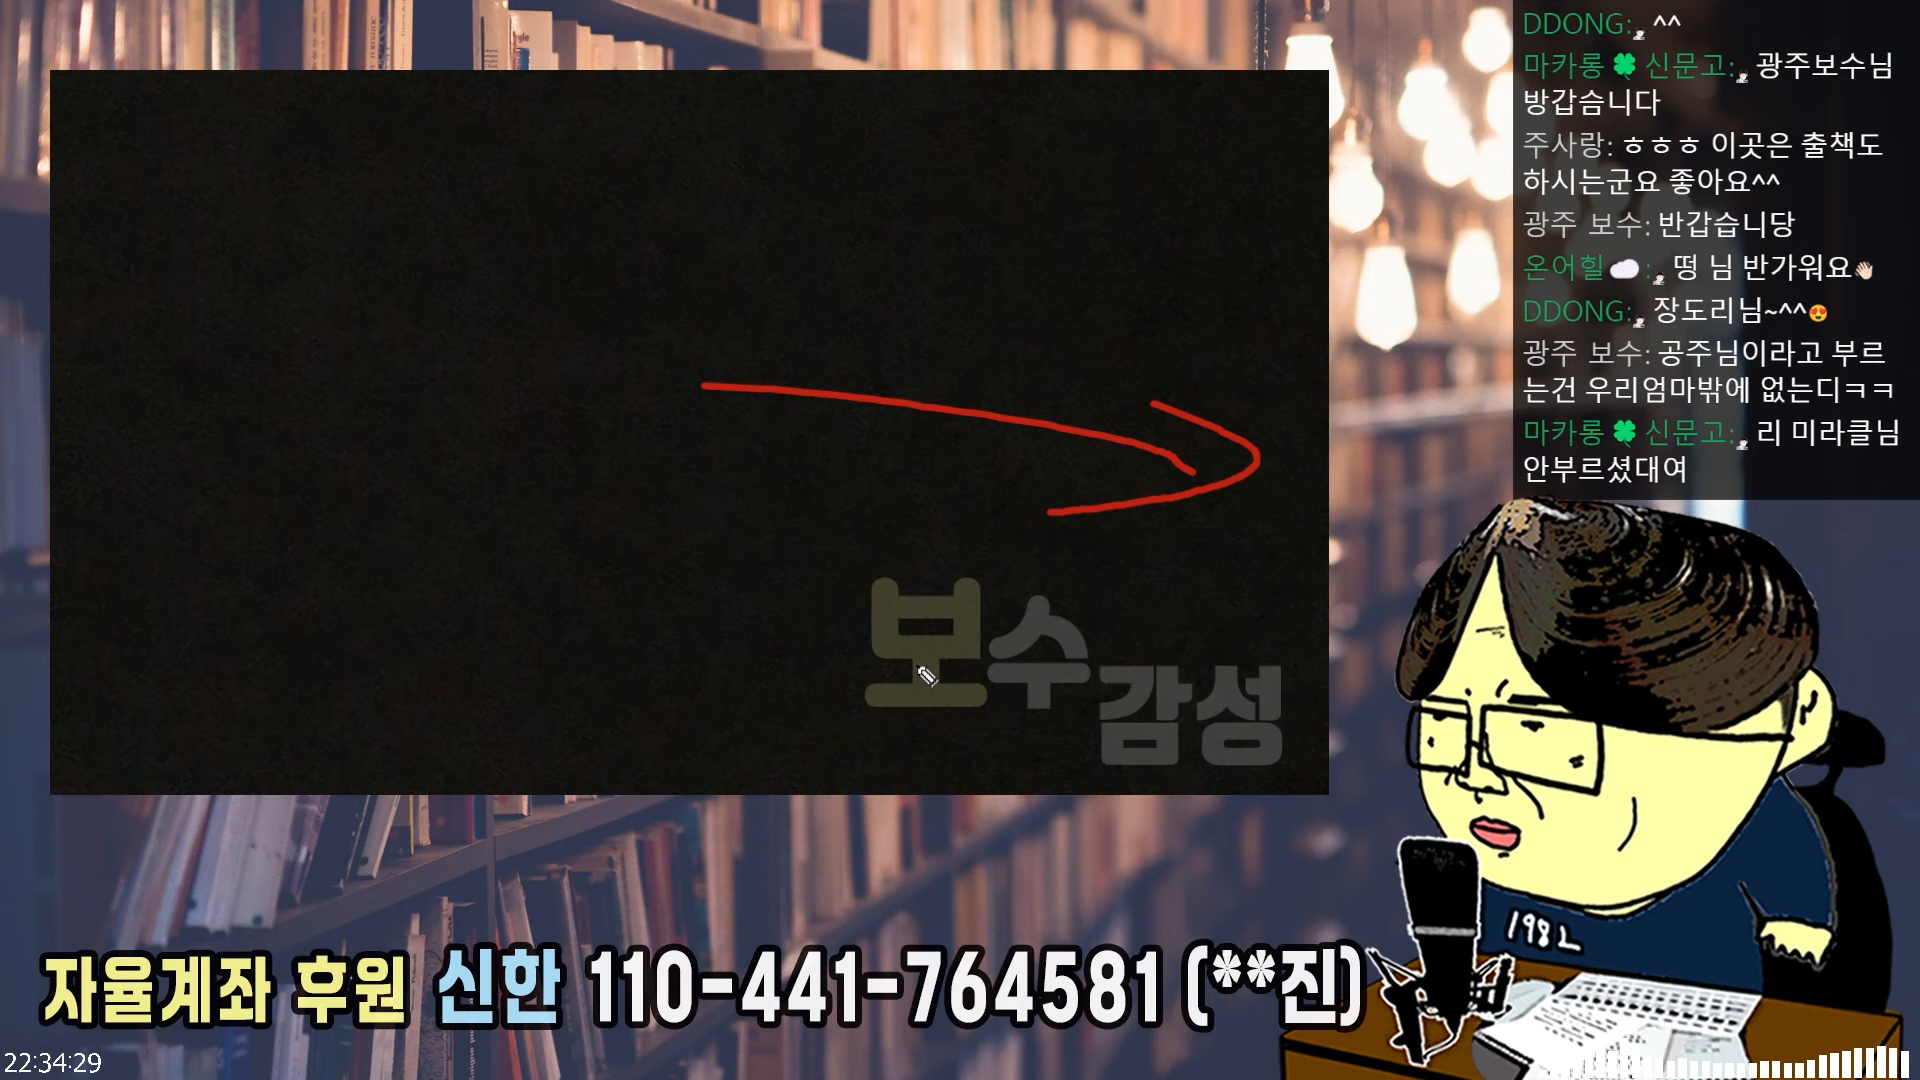 DDONG: ^^
마카롱 🍀 신문고: 광주보수님
방갑슴니다
주사랑: ㅎㅎㅎ 이곳은 출책도
하시는군요 좋아요^^
광주 보수: 반갑습니당
온어힐☁️: 떵 님 반가워요👋🏻
DDONG: 장도리님~^^😍
광주 보수: 공주님이라고 부르
는건 우리엄마밖에 없는디ㅋㅋ
마카롱 🍀 신문고: 리 미라클님
안부르셨대여
보수
감성
1982
자율계좌 후원 신한 110-441-764581 (**진)
22:34:29